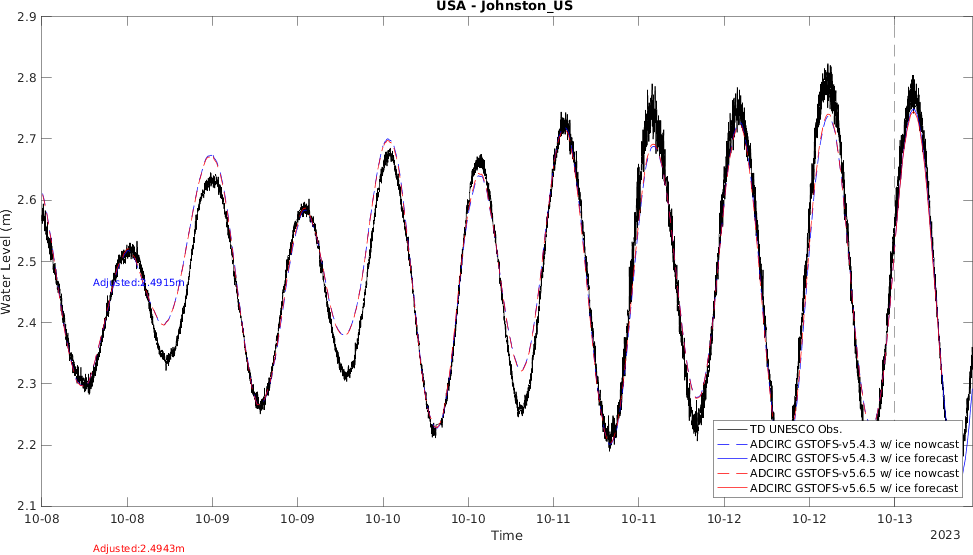 USA - Johnston_US
2.9
2.8
2.7
2.6
2.5
2.4
2.3
2.2
2.1
Water Level (m)
Adjusted:2.4915m
TD UNESCO Obs.
ADCIRC GSTOFS-v5.4.3 w/ ice nowcast
ADCIRC GSTOFS-v5.4.3 w/ ice forecast
ADCIRC GSTOFS-v5.6.5 w/ ice nowcast
ADCIRC GSTOFS-v5.6.5 w/ ice forecast
10-08 10-08 10-09 10-09 10-10 10-10 10-11 10-11 10-12 10-12 10-13
Time
2023
Adjusted:2.4943m